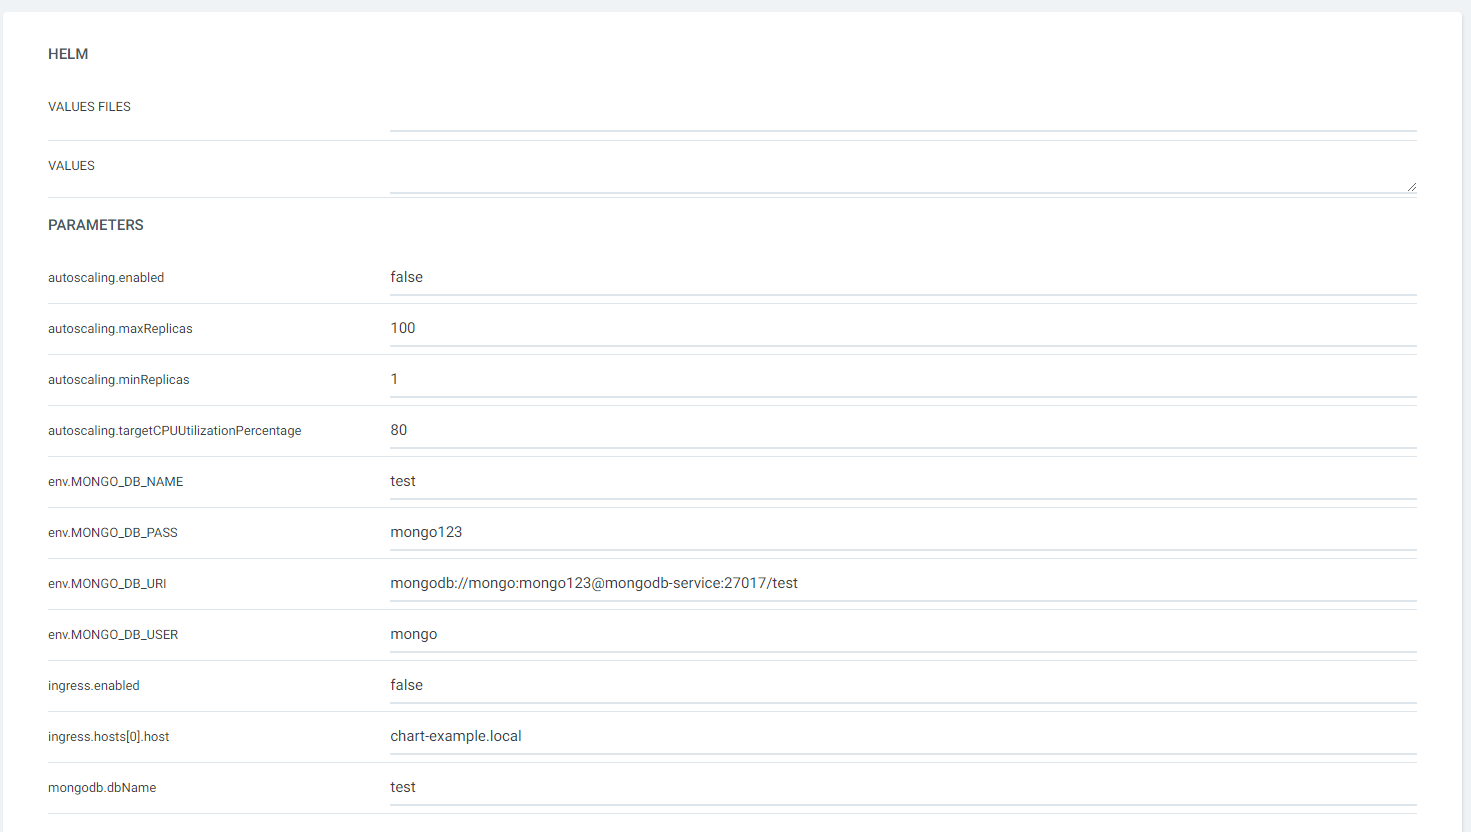 HELM
VALUES FILES
VALUES
PARAMETERS
autoscaling.enabled false
autoscaling.maxReplicas 100
autoscaling.minReplicas 1
autoscaling.targetCPUUtilizationPercentage 80
env.MONGO_DB_NAME test
env.MONGO_DB_PASS mongo123
env.MONGO_DB_URI mongodb://mongo:mongo123@mongodb-service:27017/test
env.MONGO_DB_USER mongo
ingress.enabled false
ingress.hosts[0].host chart-example.local
mongodb.dbName test